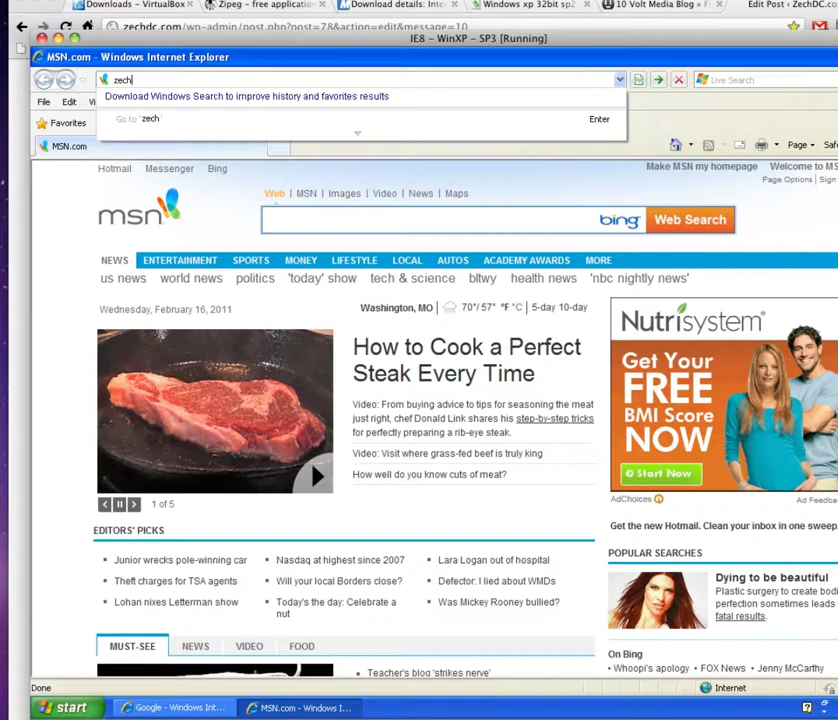 Downloads – VirtualBox
Zipeg – free application
Download details: Inter
Windows xp 32bit sp2
10 Volt Media Blog » F
Edit Post ‹ ZechDC.com
zechdc.com/wp-admin/post.php?post=78&action=edit&message=10
IE8 – WinXP – SP3 [Running]
MSN.com - Windows Internet Explorer
zech
Live Search
Download Windows Search to improve history and favorites results
File Edit
Go to 'zech' Enter
Favorites
MSN.com
Page Safe
Hotmail Messenger Bing
Make MSN my homepage Welcome to
Page Options | Sign
Web | MSN | Images | Video | News | Maps
msn
bing Web Search
NEWS ENTERTAINMENT SPORTS MONEY LIFESTYLE LOCAL AUTOS ACADEMY AWARDS MORE
us news world news politics 'today' show tech & science bltwy health news 'nbc nightly news'
Wednesday, February 16, 2011
Washington, MO | 70°/ 57° °F °C | 5-day 10-day
How to Cook a Perfect
Steak Every Time
Video: From buying advice to tips for seasoning the meat
just right, chef Donald Link shares his step-by-step tricks
for perfectly preparing a rib-eye steak.
Video: Visit where grass-fed beef is truly king
How well do you know cuts of meat?
1 of 5
Nutrisystem®
Get Your
FREE
BMI Score
NOW
Start Now
AdChoices
Ad Feedba
Get the new Hotmail. Clean your inbox in one sweep
EDITORS' PICKS
Junior wrecks pole-winning car
Theft charges for TSA agents
Lohan nixes Letterman show
Nasdaq at highest since 2007
Will your local Borders close?
Today's the day: Celebrate a
nut
Lara Logan out of hospital
Defector: I lied about WMDs
Was Mickey Rooney bullied?
POPULAR SEARCHES
Dying to be beautiful
Plastic surgery to create bodi
perfection sometimes leads
fatal results.
On Bing
Whoopi's apology FOX News Jenny McCarthy
MUST-SEE NEWS VIDEO FOOD
Teacher's blog 'strikes nerve'
Done
Internet
start
Google - Windows Int...
MSN.com - Windows I...